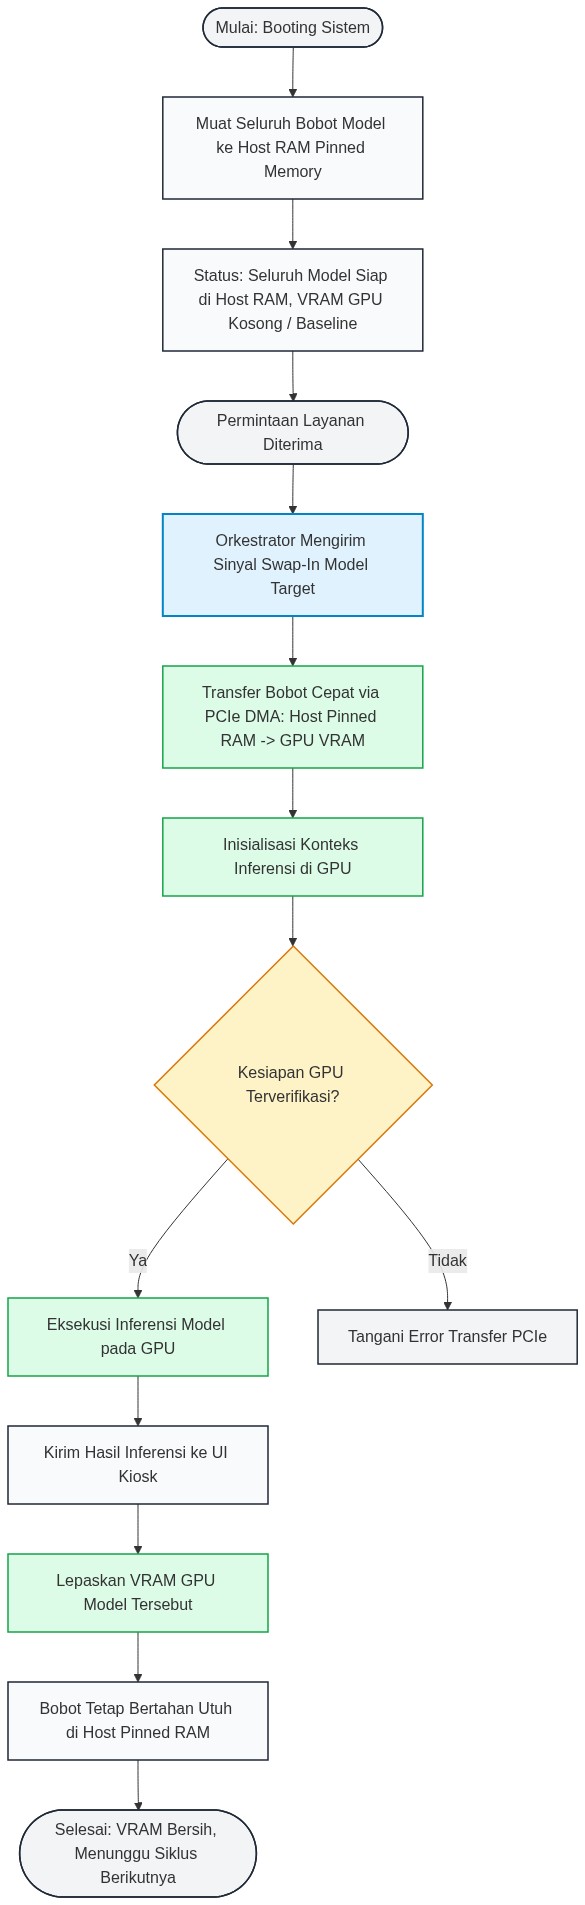 Mulai: Booting Sistem
Muat Seluruh Bobot Model
ke Host RAM Pinned
Memory
Status: Seluruh Model Siap
di Host RAM, VRAM GPU
Kosong / Baseline
Permintaan Layanan
Diterima
Orkestrator Mengirim
Sinyal Swap-In Model
Target
Transfer Bobot Cepat via
PCIe DMA: Host Pinned
RAM -> GPU VRAM
Inisialisasi Konteks
Inferensi di GPU
Kesiapan GPU
Terverifikasi?
Ya
Tidak
Eksekusi Inferensi Model
pada GPU
Tangani Error Transfer PCIe
Kirim Hasil Inferensi ke UI
Kiosk
Lepaskan VRAM GPU
Model Tersebut
Bobot Tetap Bertahan Utuh
di Host Pinned RAM
Selesai: VRAM Bersih,
Menunggu Siklus
Berikutnya